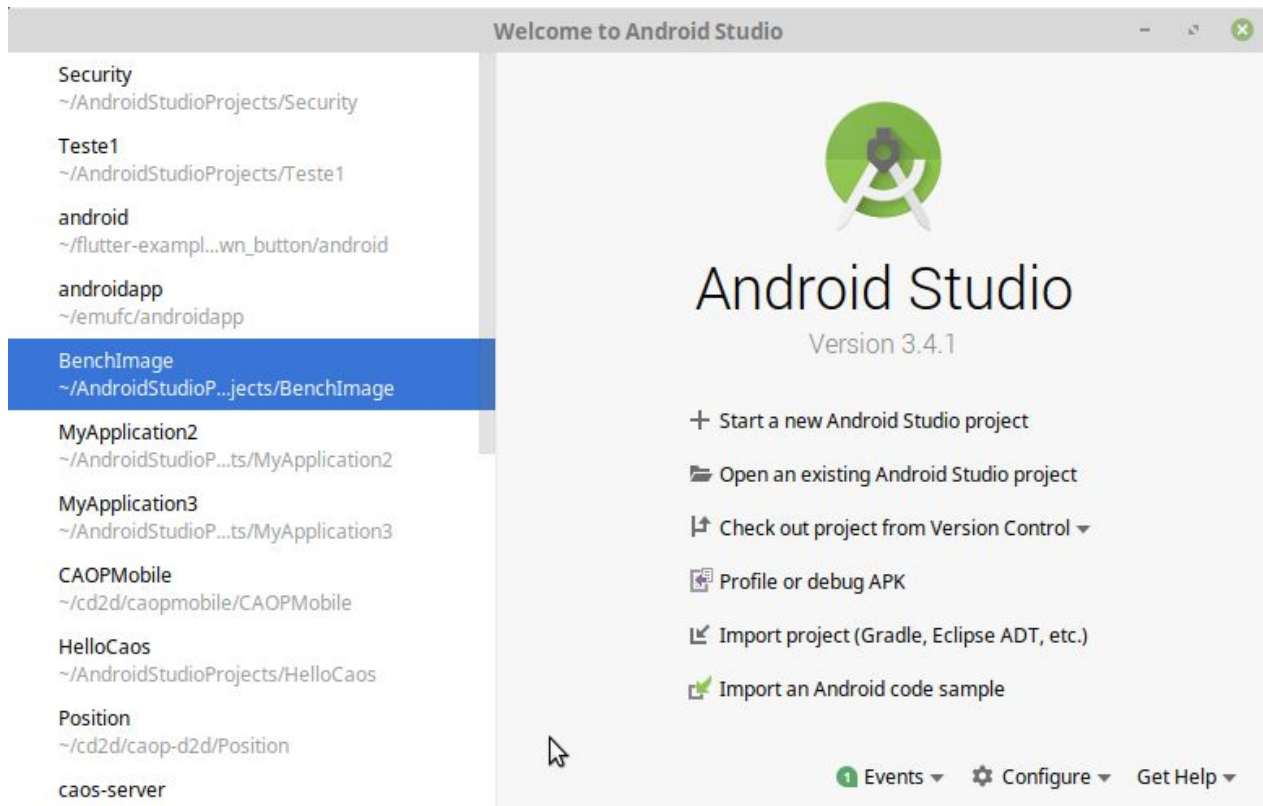 Welcome to Android Studio
Security
~/AndroidStudioProjects/Security
Teste1
~/AndroidStudioProjects/Teste1
android
~/flutter-exampl...wn_button/android
androidapp
~/emufc/androidapp
BenchImage
~/AndroidStudioP...jects/BenchImage
MyApplication2
~/AndroidStudioP...ts/MyApplication2
MyApplication3
~/AndroidStudioP...ts/MyApplication3
CAOPMobile
~/cd2d/caopmobile/CAOPMobile
HelloCaos
~/AndroidStudioProjects/HelloCaos
Position
~/cd2d/caop-d2d/Position
caos-server
Android Studio
Version 3.4.1
Start a new Android Studio project
Open an existing Android Studio project
Check out project from Version Control
Profile or debug APK
Import project (Gradle, Eclipse ADT, etc.)
Import an Android code sample
1 Events Configure Get Help